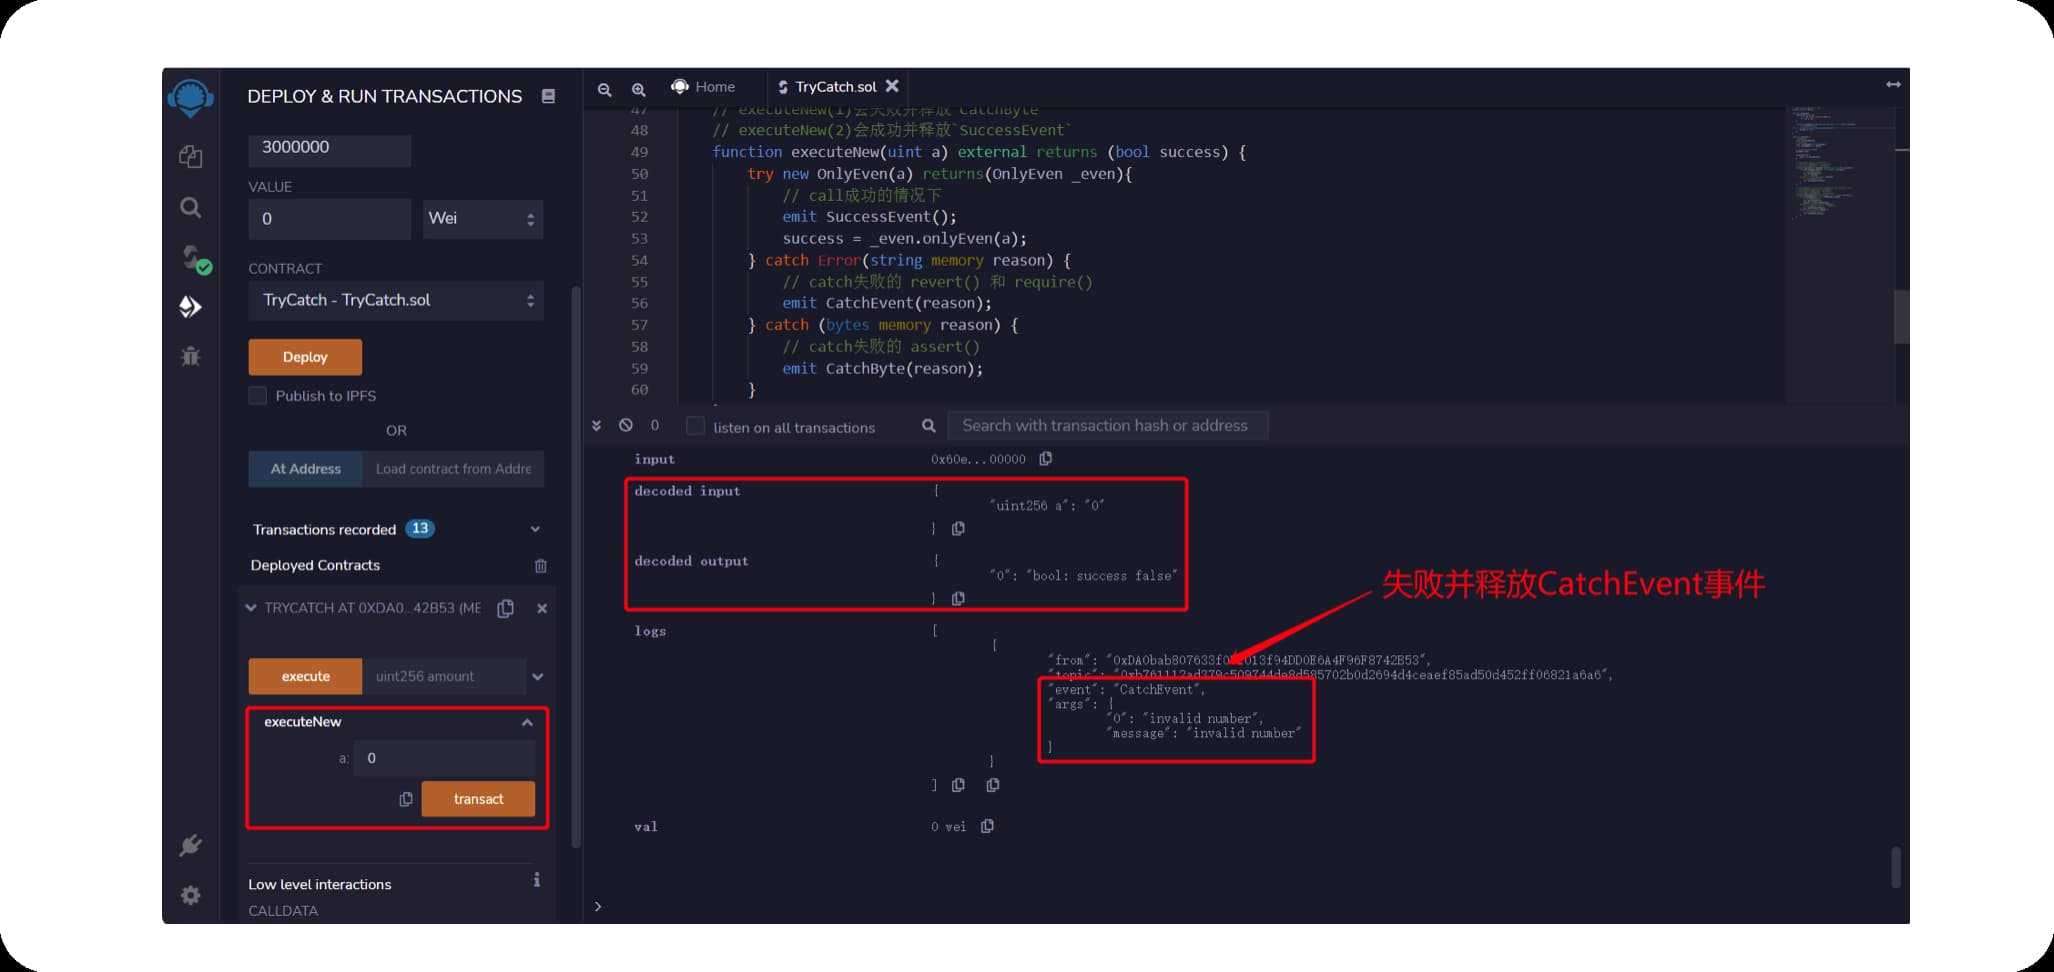 DEPLOY & RUN TRANSACTIONS
3000000
VALUE
0
Wei
CONTRACT
TryCatch - TryCatch.sol
Deploy
Publish to IPFS
OR
At Address
Load contract from Addre
Transactions recorded 13
Deployed Contracts
TRYCATCH AT 0XDA0...42B53 (ME
execute
uint256 amount
executeNew
a:
0
transact
Low level interactions
i
CALLDATA
Home
TryCatch.sol
47 // executeNew(1)会失败并释放`CatchByte`
48 // executeNew(2)会成功并释放`SuccessEvent`
49 function executeNew(uint a) external returns (bool success) {
50 try new OnlyEven(a) returns(OnlyEven _even){
51 // call成功的情况下
52 emit SuccessEvent();
53 success = _even.onlyEven(a);
54 } catch Error(string memory reason) {
55 // catch失败的 revert() 和 require()
56 emit CatchEvent(reason);
57 } catch (bytes memory reason) {
58 // catch失败的 assert()
59 emit CatchByte(reason);
60 }
0
listen on all transactions
Search with transaction hash or address
input 0x60e...00000
decoded input {
"uint256 a": "0"
}
decoded output {
"0": "bool: success false"
}
失败并释放CatchEvent事件
logs [
{
"from":
"topic":
"event": "CatchEvent",
"args": {
"0": "invalid number",
"message": "invalid number"
}
}
]
val 0 wei
>